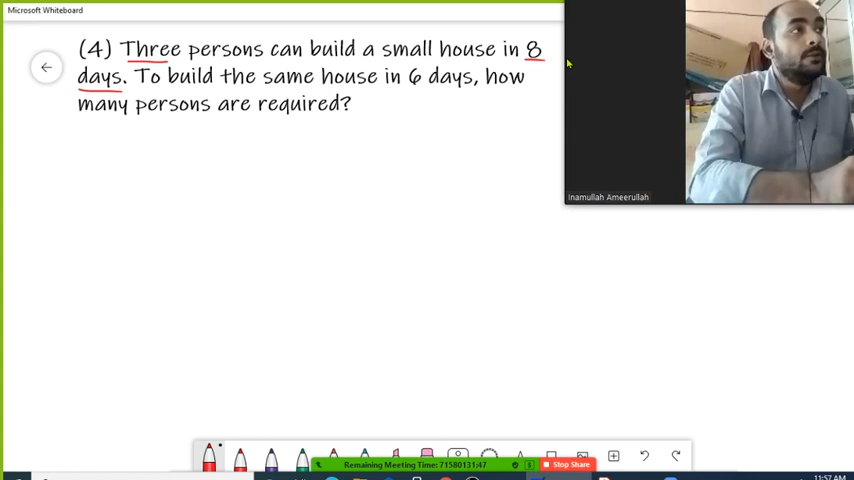 Microsoft Whiteboard
(4) Three persons can build a small house in 8
days. To build the same house in 6 days, how
many persons are required?
Inamullah Ameerullah
Remaining Meeting Time: 71580131:47
Stop Share
11:57 AM